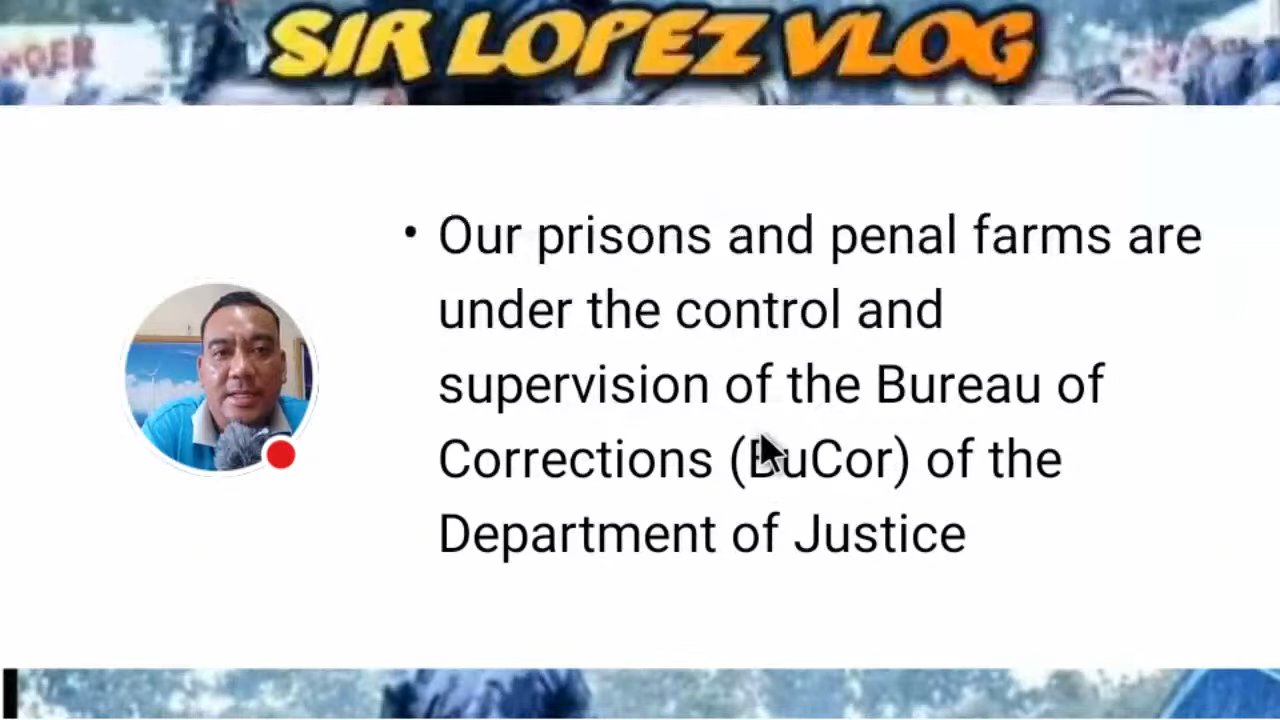 SIR LOPEZ VLOG
• Our prisons and penal farms are
under the control and
supervision of the Bureau of
Corrections (BuCor) of the
Department of Justice